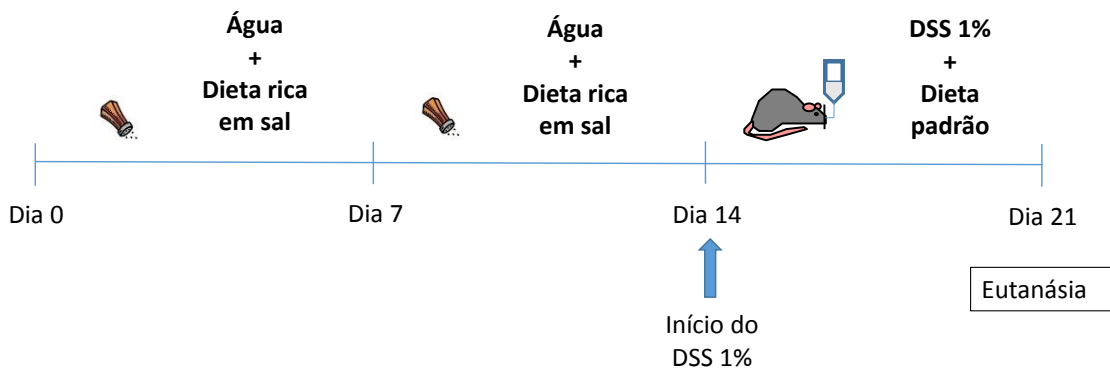 Água
+
Dieta rica
em sal
Água
+
Dieta rica
em sal
DSS 1%
+
Dieta
padrão
Dia 0
Dia 7
Dia 14
Dia 21
Início do
DSS 1%
Eutanásia